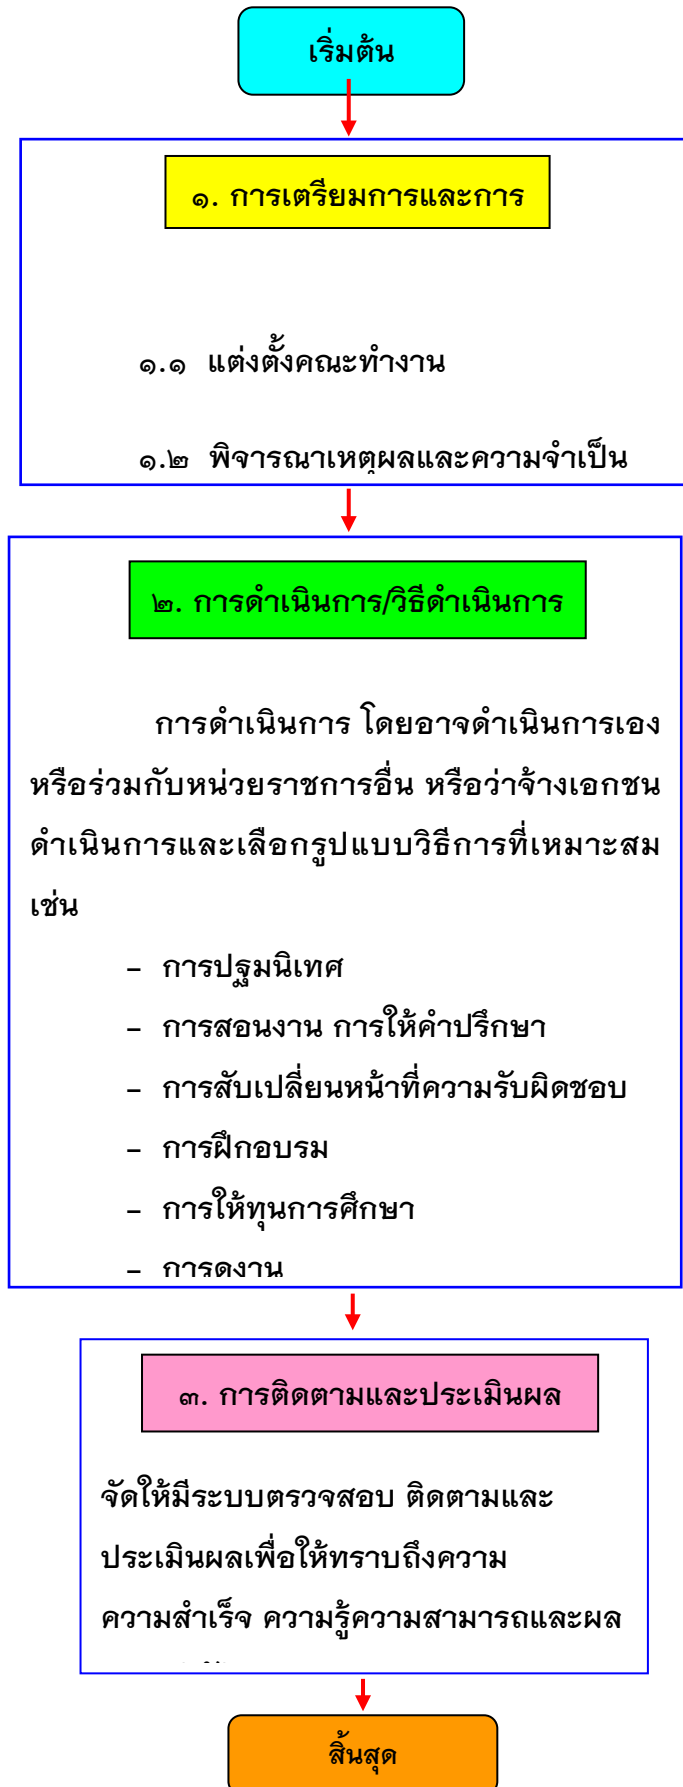 เริ่มต้น
๑. การเตรียมการและการ
๑.๑ แต่งตั้งคณะทำงาน
๑.๒ พิจารณาเหตุผลและความจำเป็น
๒. การดำเนินการ/วิธีดำเนินการ
การดำเนินการ โดยอาจดำเนินการเอง
หรือร่วมกับหน่วยราชการอื่น หรือว่าจ้างเอกชน
ดำเนินการและเลือกรูปแบบวิธีการที่เหมาะสม
เช่น
– การปฐมนิเทศ
– การสอนงาน การให้คำปรึกษา
– การสับเปลี่ยนหน้าที่ความรับผิดชอบ
– การฝึกอบรม
– การให้ทุนการศึกษา
– การดูงาน
๓. การติดตามและประเมินผล
จัดให้มีระบบตรวจสอบ ติดตามและ
ประเมินผลเพื่อให้ทราบถึงความ
ความสำเร็จ ความรู้ความสามารถและผล
สิ้นสุด